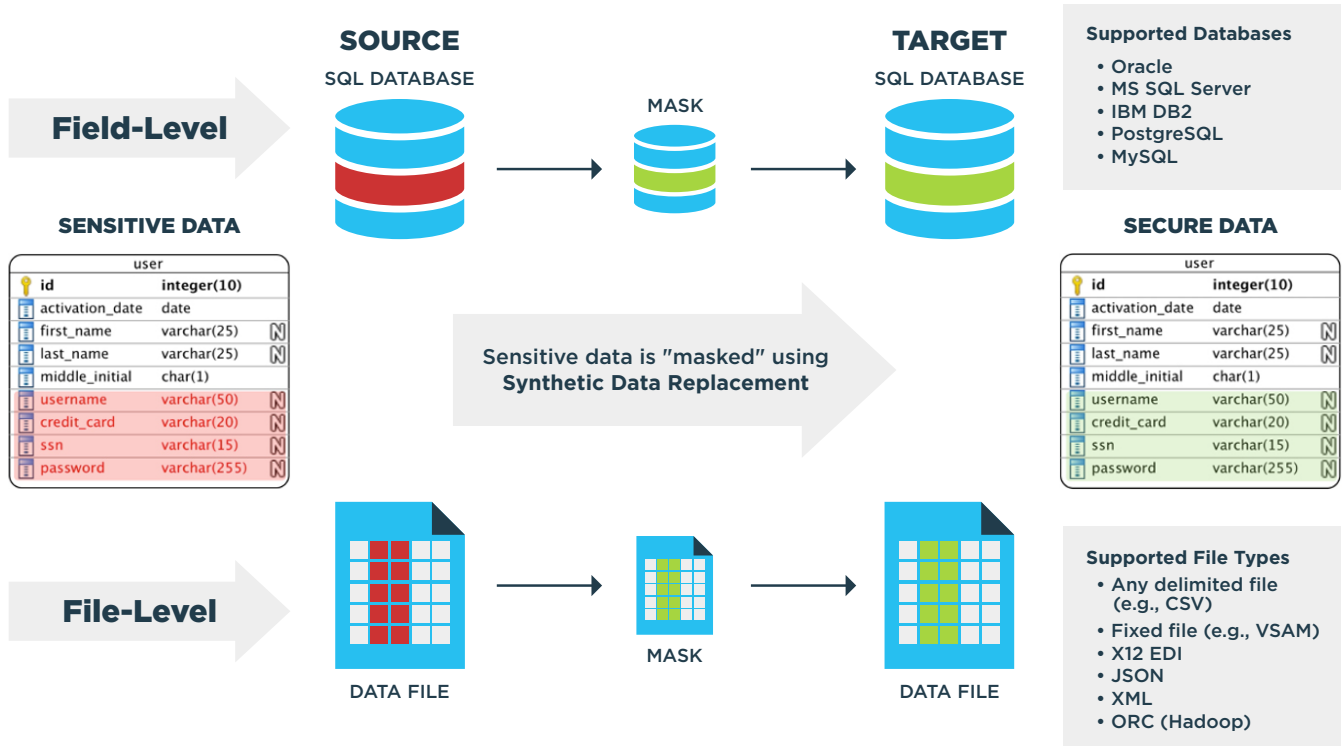 SOURCE
SQL DATABASE
MASK
TARGET
SQL DATABASE
Field-Level
Supported Databases
• Oracle
• MS SQL Server
• IBM DB2
• PostgreSQL
• MySQL
SENSITIVE DATA
user
id integer(10)
activation_date date
first_name varchar(25) N
last_name varchar(25) N
middle_initial char(1)
username varchar(50) N
credit_card varchar(20) N
ssn varchar(15) N
password varchar(255) N
Sensitive data is "masked" using
Synthetic Data Replacement
SECURE DATA
user
id integer(10)
activation_date date
first_name varchar(25) N
last_name varchar(25) N
middle_initial char(1)
username varchar(50) N
credit_card varchar(20) N
ssn varchar(15) N
password varchar(255) N
File-Level
DATA FILE
MASK
DATA FILE
Supported File Types
• Any delimited file
(e.g., CSV)
• Fixed file (e.g., VSAM)
• X12 EDI
• JSON
• XML
• ORC (Hadoop)